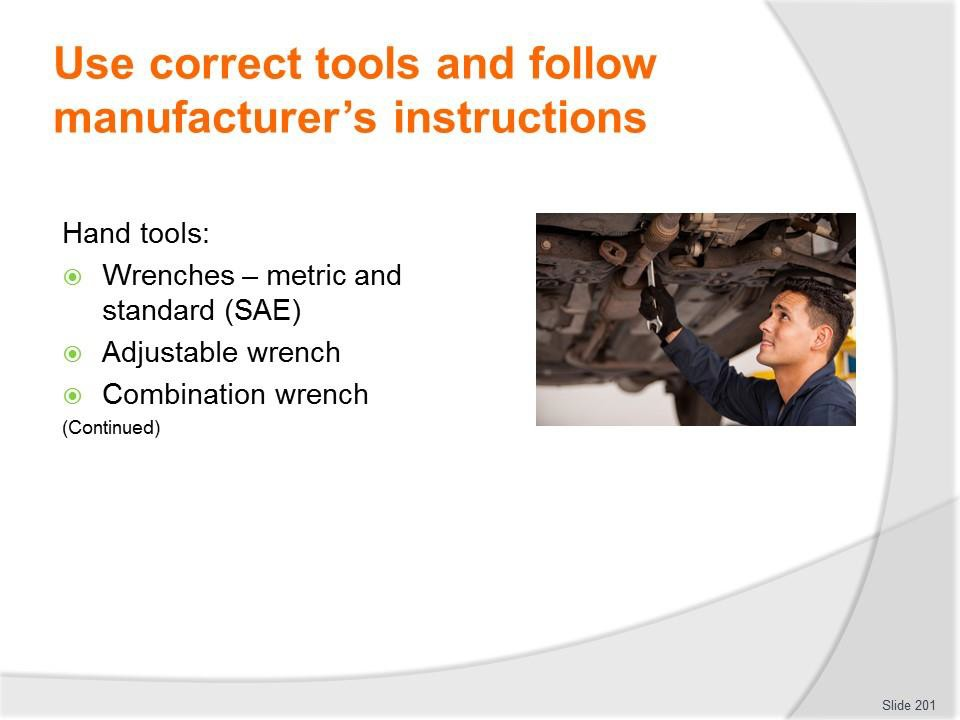 Use correct tools and follow
manufacturer’s instructions
Hand tools:
Wrenches – metric and
standard (SAE)
Adjustable wrench
Combination wrench
(Continued)
Slide 201